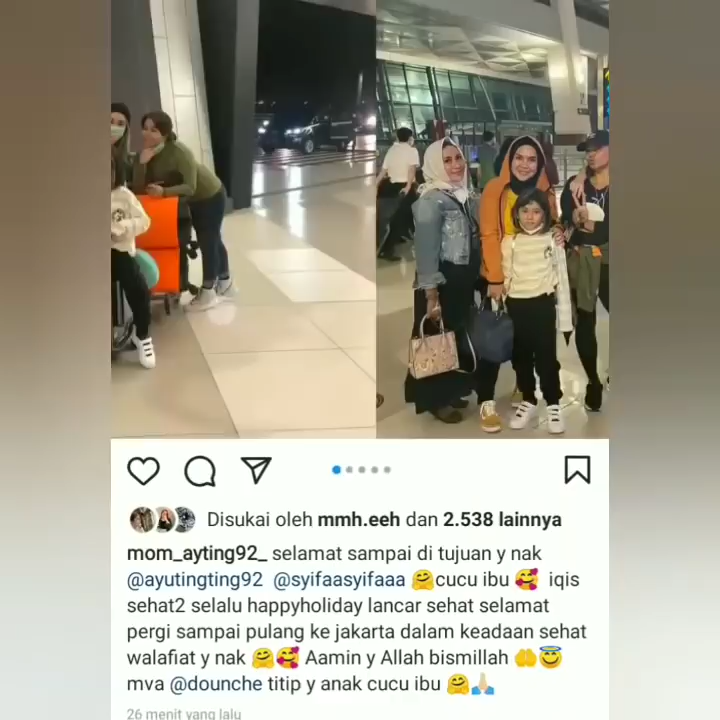 Disukai oleh mmh.eeh dan 2.538 lainnya
mom_ayting92_ selamat sampai di tujuan y nak
@ayutingting92 @syifaasyifaaa 🤗cucu ibu 🥰 iqis
sehat2 selalu happyholiday lancar sehat selamat
pergi sampai pulang ke jakarta dalam keadaan sehat
walafiat y nak 🤗🥰 Aamin y Allah bismillah 🤲😇
mva @dounche titip y anak cucu ibu 🤗🙏🏼
26 menit yang lalu